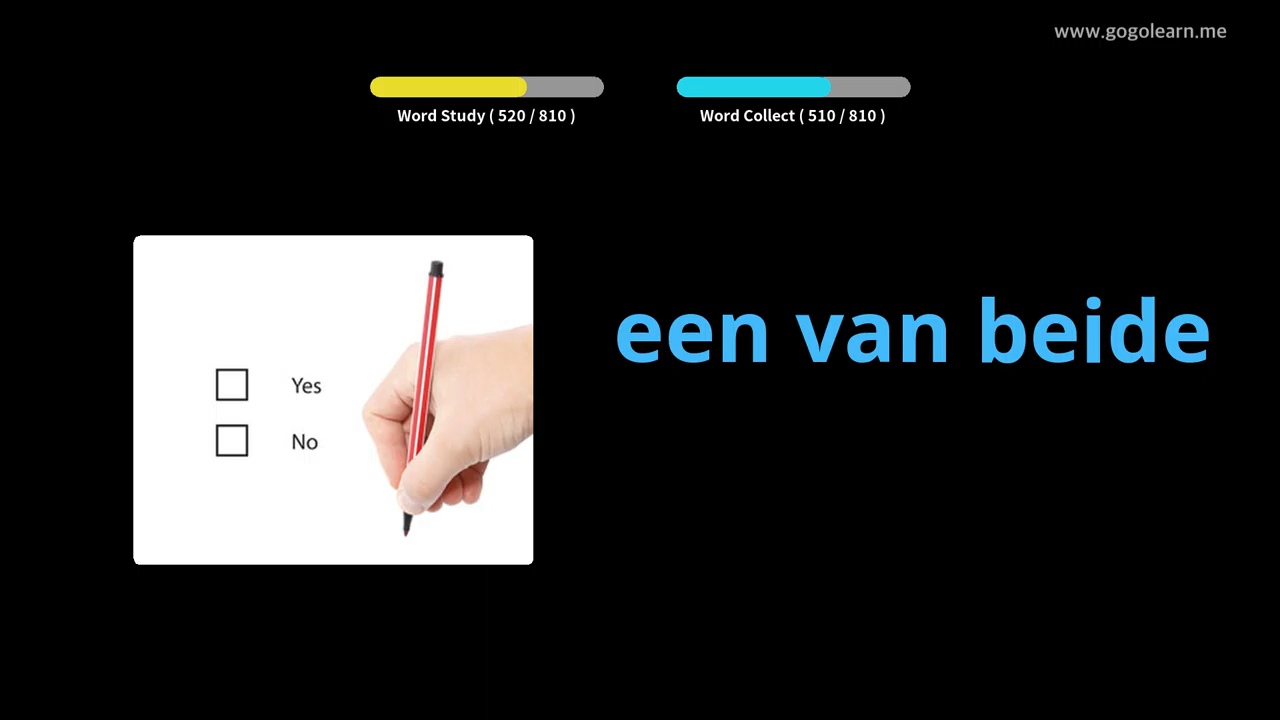 www.gogolearn.me
Word Study ( 520 / 810 )
Word Collect ( 510 / 810 )
een van beide
Yes
No